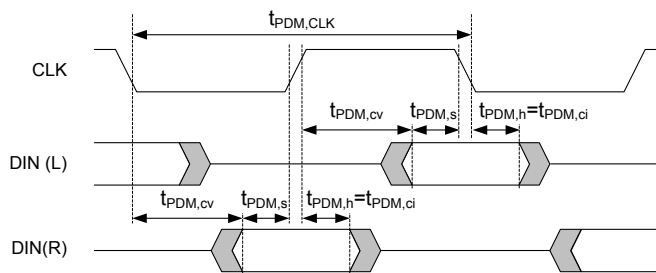 tPDM,CLK
CLK
tPDM,cv tPDM,s tPDM,h=tPDM,ci
DIN (L)
tPDM,cv tPDM,s tPDM,h=tPDM,ci
DIN(R)